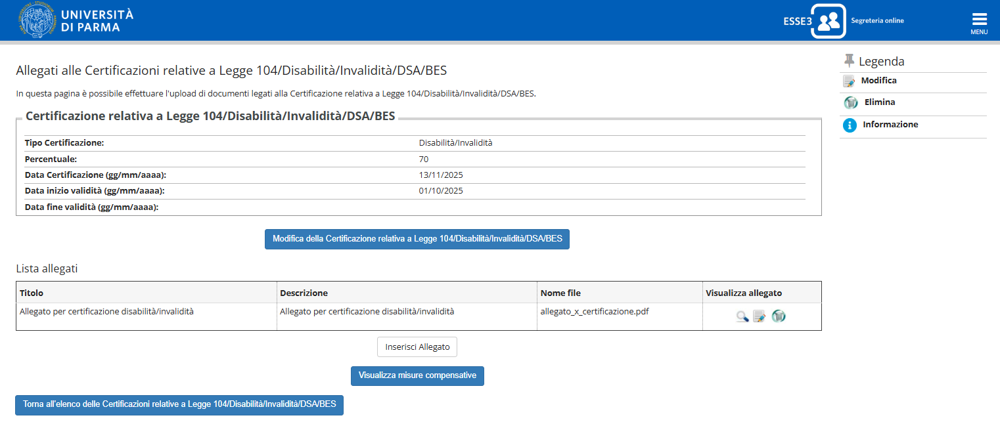 UNIVERSITÀ
DI PARMA
ESSE3
Segreteria online
MENU
Allegati alle Certificazioni relative a Legge 104/Disabilità/Invalidità/DSA/BES
In questa pagina è possibile effettuare l'upload di documenti legati alla Certificazione relativa a Legge 104/Disabilità/Invalidità/DSA/BES.
Certificazione relativa a Legge 104/Disabilità/Invalidità/DSA/BES
Tipo Certificazione: Disabilità/Invalidità
Percentuale: 70
Data Certificazione (gg/mm/aaaa): 13/11/2025
Data inizio validità (gg/mm/aaaa): 01/10/2025
Data fine validità (gg/mm/aaaa):
Modifica della Certificazione relativa a Legge 104/Disabilità/Invalidità/DSA/BES
Lista allegati
Titolo Descrizione Nome file Visualizza allegato
Allegato per certificazione disabilità/invalidità Allegato per certificazione disabilità/invalidità allegato_x_certificazione.pdf
Inserisci Allegato
Visualizza misure compensative
Torna all'elenco delle Certificazioni relative a Legge 104/Disabilità/Invalidità/DSA/BES
Legenda
Modifica
Elimina
Informazione